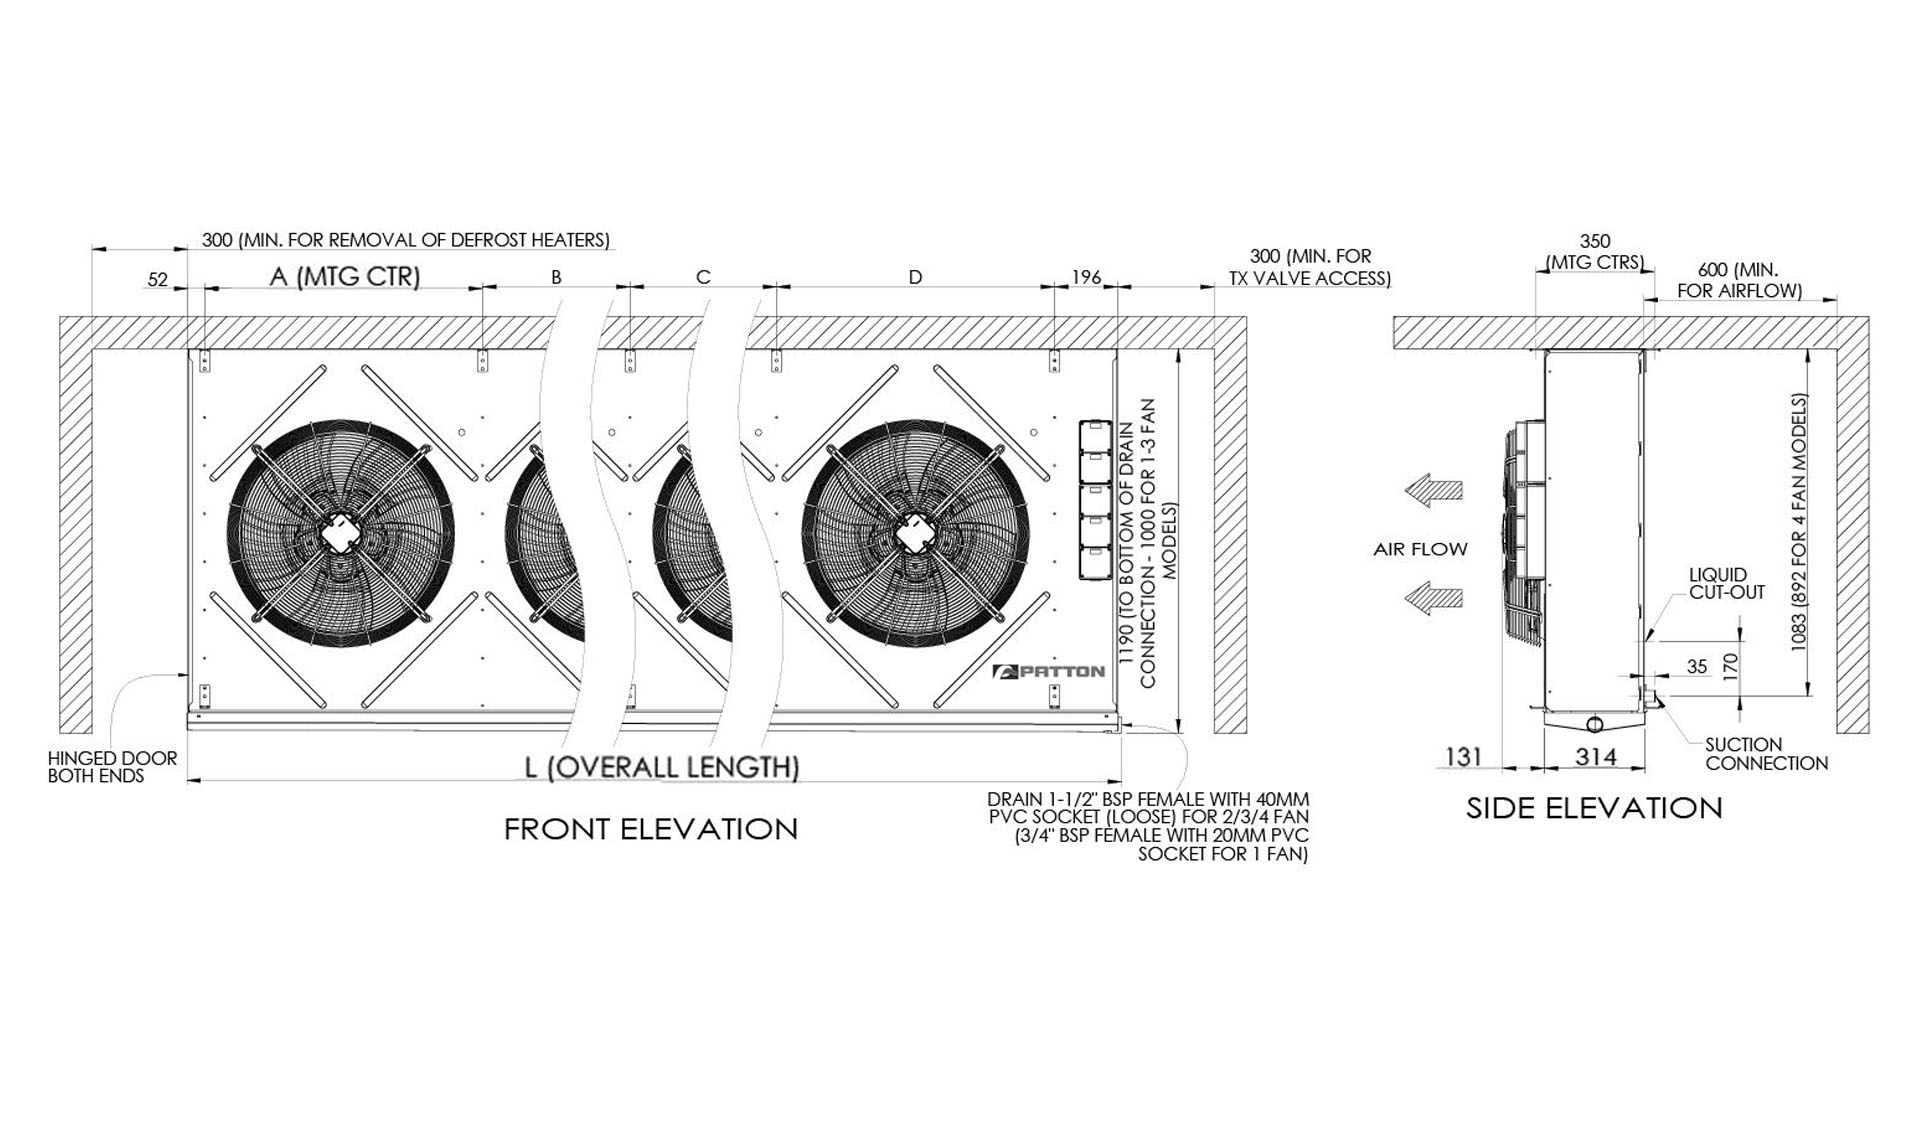 300 (MIN. FOR REMOVAL OF DEFROST HEATERS)
52
A (MTG CTR)
B
C
D
196
300 (MIN. FOR
TX VALVE ACCESS)
1190 (TO BOTTOM OF DRAIN
CONNECTION - 1000 FOR 1-3 FAN
MODELS)
PATTON
HINGED DOOR
BOTH ENDS
L (OVERALL LENGTH)
DRAIN 1-1/2" BSP FEMALE WITH 40MM
PVC SOCKET (LOOSE) FOR 2/3/4 FAN
(3/4" BSP FEMALE WITH 20MM PVC
SOCKET FOR 1 FAN)
FRONT ELEVATION
350
(MTG CTRS)
600 (MIN.
FOR AIRFLOW)
AIR FLOW
1083 (892 FOR 4 FAN MODELS)
LIQUID
CUT-OUT
35
170
SUCTION
CONNECTION
131
314
SIDE ELEVATION